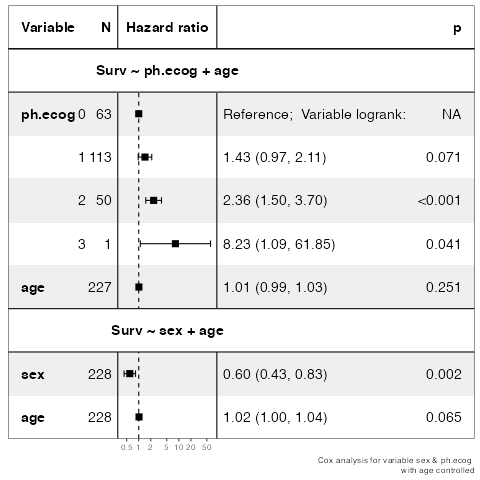 Variable N Hazard ratio p
Surv ~ ph.ecog + age
ph.ecog 0 63 Reference; Variable logrank: NA
1 113 1.43 (0.97, 2.11) 0.071
2 50 2.36 (1.50, 3.70) <0.001
3 1 8.23 (1.09, 61.85) 0.041
age 227 1.01 (0.99, 1.03) 0.251
Surv ~ sex + age
sex 228 0.60 (0.43, 0.83) 0.002
age 228 1.02 (1.00, 1.04) 0.065
0.5 1 2 5 10 20 50
Cox analysis for variable sex & ph.ecog
with age controlled